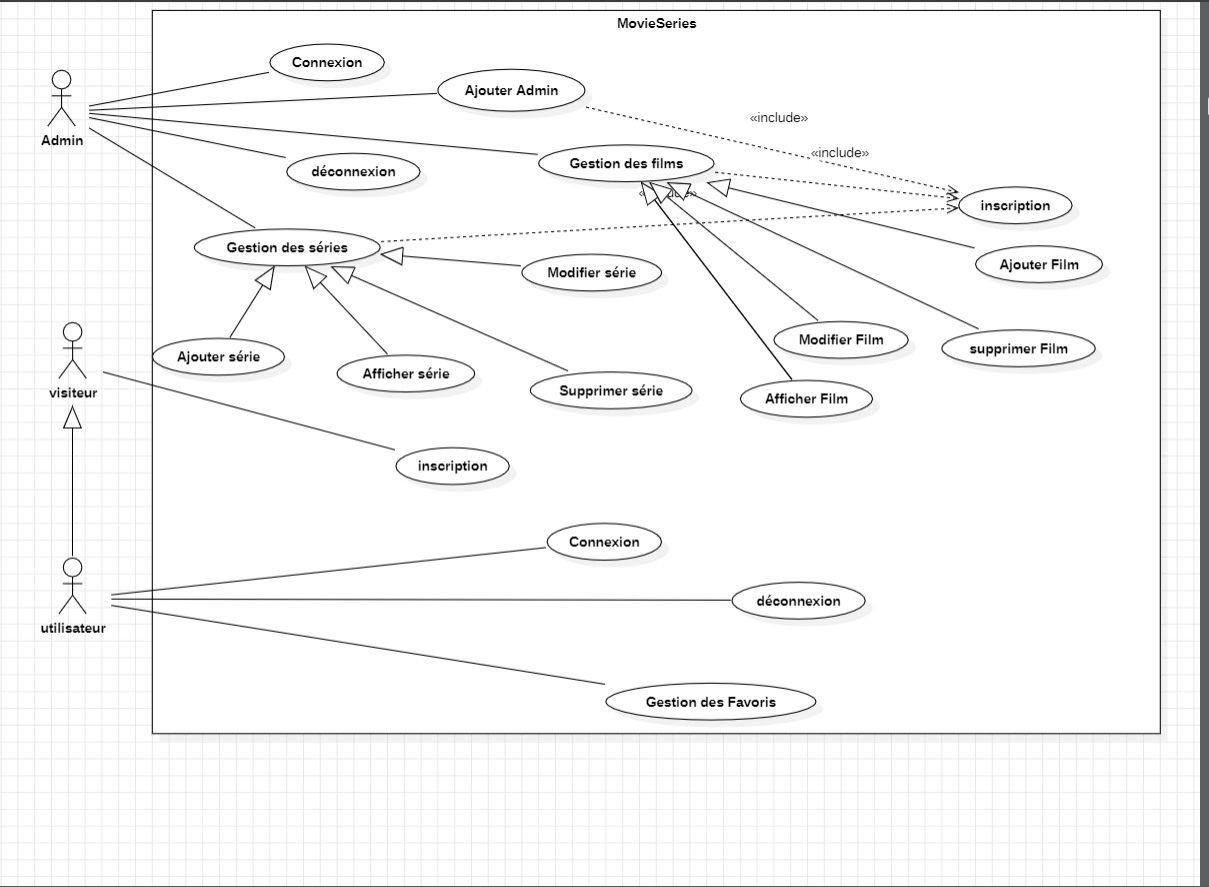 MovieSeries
Connexion
Ajouter Admin
«include»
Admin
«include»
Gestion des films
déconnexion
inscription
Gestion des séries
Modifier série
Ajouter Film
visiteur
Ajouter série
Afficher série
Supprimer série
Modifier Film
supprimer Film
Afficher Film
inscription
Connexion
déconnexion
utilisateur
Gestion des Favoris